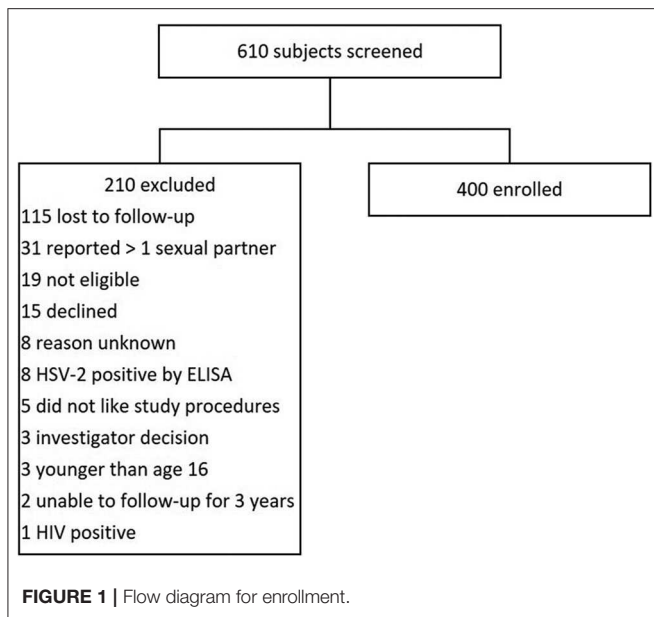 610 subjects screened
210 excluded
115 lost to follow-up
31 reported > 1 sexual partner
19 not eligible
15 declined
8 reason unknown
8 HSV-2 positive by ELISA
5 did not like study procedures
3 investigator decision
3 younger than age 16
2 unable to follow-up for 3 years
1 HIV positive
400 enrolled
FIGURE 1 | Flow diagram for enrollment.